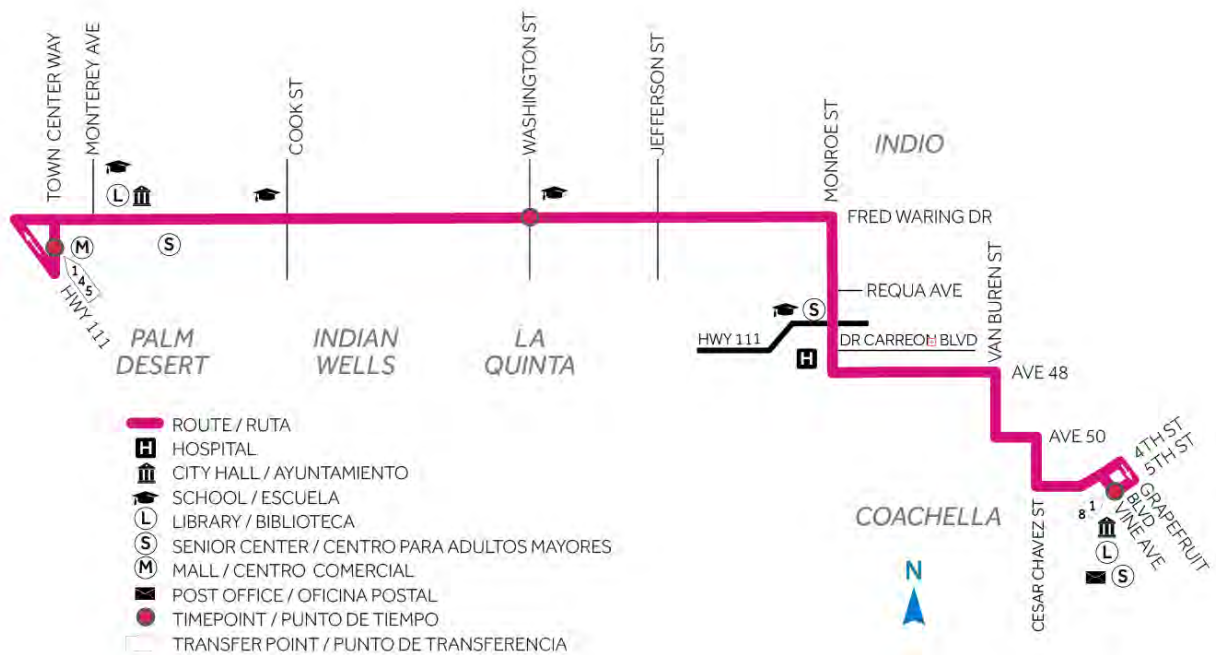 TOWN CENTER WAY
MONTEREY AVE
COOK ST
WASHINGTON ST
JEFFERSON ST
MONROE ST
INDIO
L
FRED WARING DR
M
S
1
4
5
HWY 111
VAN BUREN ST
REQUA AVE
S
PALM
DESERT
INDIAN
WELLS
LA
QUINTA
HWY 111
DR CARREON BLVD
H
AVE 48
ROUTE / RUTA
H HOSPITAL
CITY HALL / AYUNTAMIENTO
SCHOOL / ESCUELA
L LIBRARY / BIBLIOTECA
S SENIOR CENTER / CENTRO PARA ADULTOS MAYORES
M MALL / CENTRO COMERCIAL
POST OFFICE / OFICINA POSTAL
TIMEPOINT / PUNTO DE TIEMPO
TRANSFER POINT / PUNTO DE TRANSFERENCIA
AVE 50
4TH ST
5TH ST
GRAPEFRUIT
BLVD
VINE AVE
COACHELLA
CESAR CHAVEZ ST
8 1
L
S
N